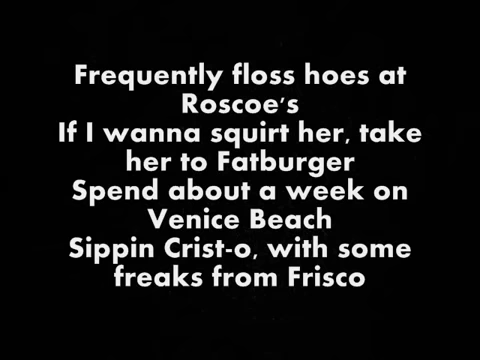 Frequently floss hoes at
Roscoe's
If I wanna squirt her, take
her to Fatburger
Spend about a week on
Venice Beach
Sippin Crist-o, with some
freaks from Frisco